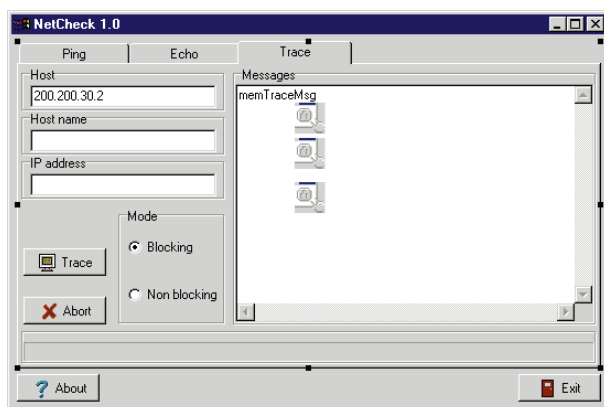 NetCheck 1.0
Ping
Echo
Trace
Host
200.200.30.2
Host name
IP address
Messages
memTraceMsg
Mode
Blocking
Non blocking
Trace
Abort
About
Exit